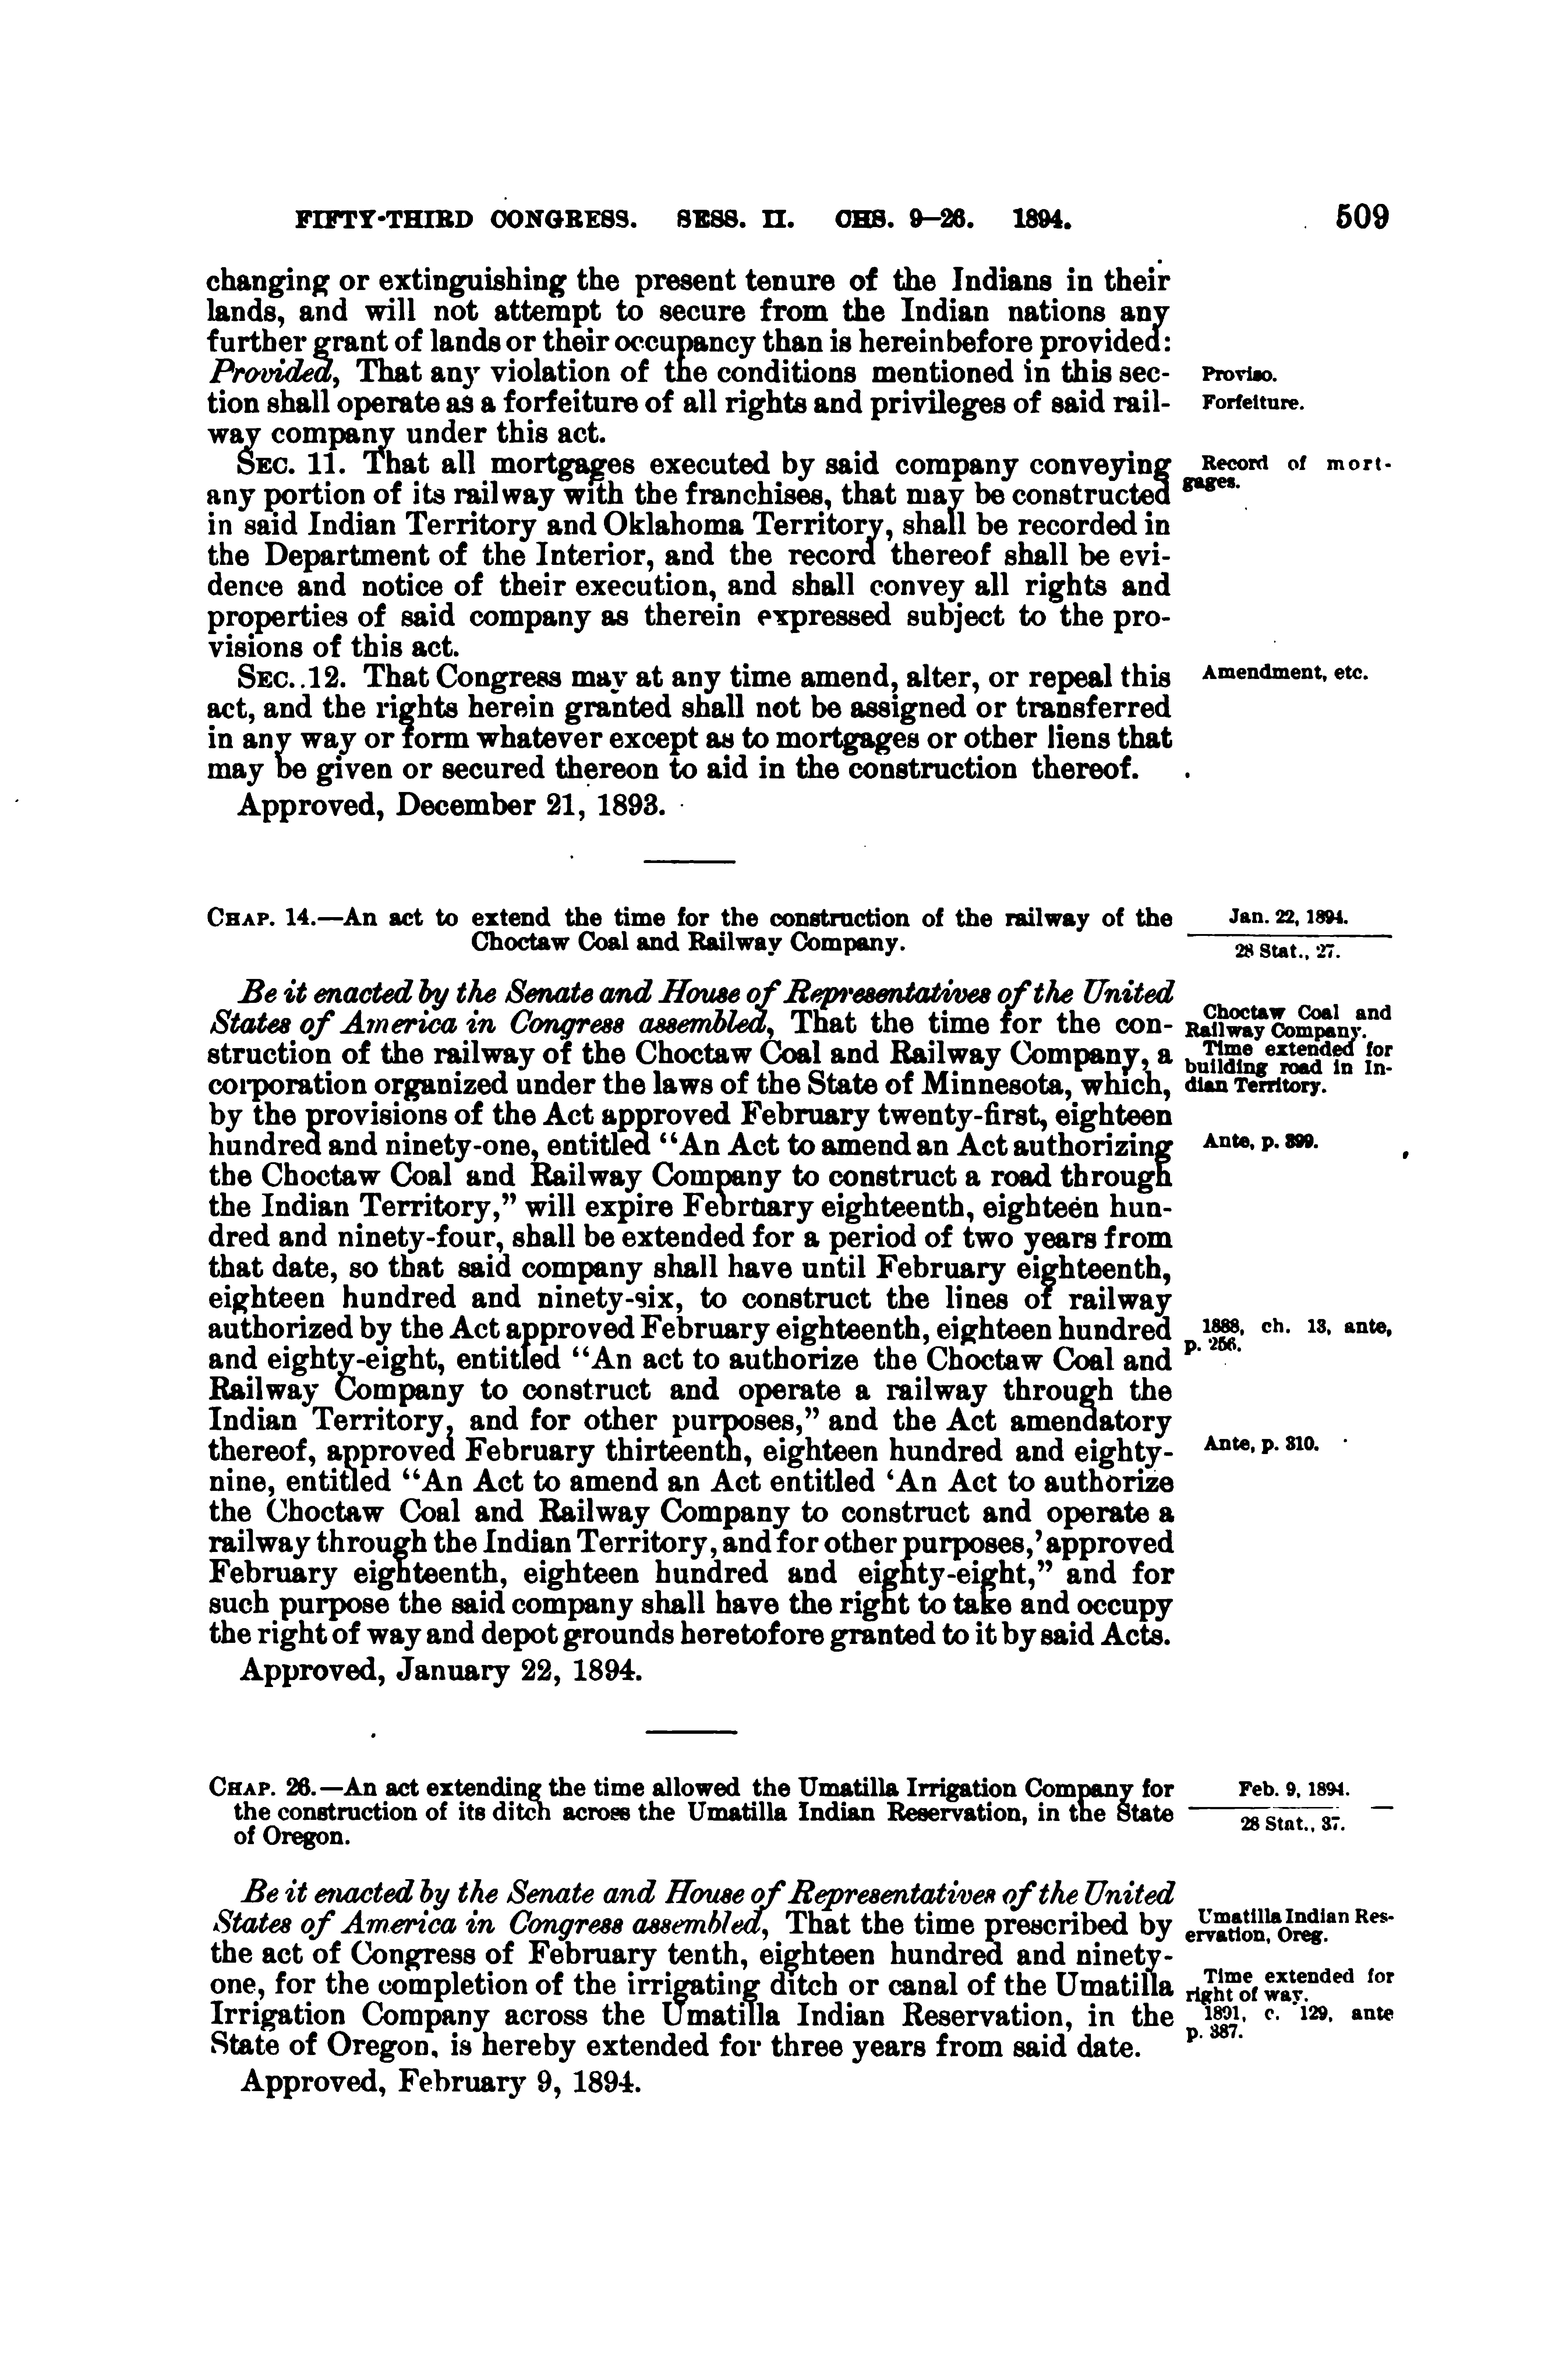 FIFTY-THIRD CONGRESS. SESS. II. CHS. 9–26. 1894. 509
changing or extinguishing the present tenure of the Indians in their
lands, and will not attempt to secure from the Indian nations any
further grant of lands or their occupancy than is hereinbefore provided:
Provided, That any violation of the conditions mentioned in this sec-
Proviso.
tion shall operate as a forfeiture of all rights and privileges of said rail-
Forfeiture.
way company under this act.
SEC. 11. That all mortgages executed by said company conveying
Record of mort-
any portion of its railway with the franchises, that may be constructed
gages.
in said Indian Territory and Oklahoma Territory, shall be recorded in
the Department of the Interior, and the record thereof shall be evi-
dence and notice of their execution, and shall convey all rights and
properties of said company as therein expressed subject to the pro-
visions of this act.
SEC. 12. That Congress may at any time amend, alter, or repeal this
Amendment, etc.
act, and the rights herein granted shall not be assigned or transferred
in any way or form whatever except as to mortgages or other liens that
may be given or secured thereon to aid in the construction thereof.
Approved, December 21, 1893.
CHAP. 14.—An act to extend the time for the construction of the railway of the
Choctaw Coal and Railway Company.
Jan. 22, 1894.
28 Stat., 27.
Be it enacted by the Senate and House of Representatives of the United
States of America in Congress assembled, That the time for the con-
Choctaw Coal and
Railway Company.
struction of the railway of the Choctaw Coal and Railway Company, a
Time extended for
building road in In-
corporation organized under the laws of the State of Minnesota, which,
dian Territory.
by the provisions of the Act approved February twenty-first, eighteen
hundred and ninety-one, entitled “An Act to amend an Act authorizing
Ante, p. 399.
the Choctaw Coal and Railway Company to construct a road through
the Indian Territory,” will expire February eighteenth, eighteen hun-
dred and ninety-four, shall be extended for a period of two years from
that date, so that said company shall have until February eighteenth,
eighteen hundred and ninety-six, to construct the lines of railway
authorized by the Act approved February eighteenth, eighteen hundred
1888, ch. 13, ante,
p. 256.
and eighty-eight, entitled “An act to authorize the Choctaw Coal and
Railway Company to construct and operate a railway through the
Indian Territory, and for other purposes,” and the Act amendatory
thereof, approved February thirteenth, eighteen hundred and eighty-
Ante, p. 310.
nine, entitled “An Act to amend an Act entitled ‘An Act to authorize
the Choctaw Coal and Railway Company to construct and operate a
railway through the Indian Territory, and for other purposes,’ approved
February eighteenth, eighteen hundred and eighty-eight,” and for
such purpose the said company shall have the right to take and occupy
the right of way and depot grounds heretofore granted to it by said Acts.
Approved, January 22, 1894.
CHAP. 26.—An act extending the time allowed the Umatilla Irrigation Company for
the construction of its ditch across the Umatilla Indian Reservation, in the State
of Oregon.
Feb. 9, 1894.
28 Stat., 37.
Be it enacted by the Senate and House of Representatives of the United
States of America in Congress assembled, That the time prescribed by
Umatilla Indian Res-
ervation, Oreg.
the act of Congress of February tenth, eighteen hundred and ninety-
one, for the completion of the irrigating ditch or canal of the Umatilla
Time extended for
right of way.
Irrigation Company across the Umatilla Indian Reservation, in the
1891, c. 129, ante
p. 387.
State of Oregon, is hereby extended for three years from said date.
Approved, February 9, 1894.